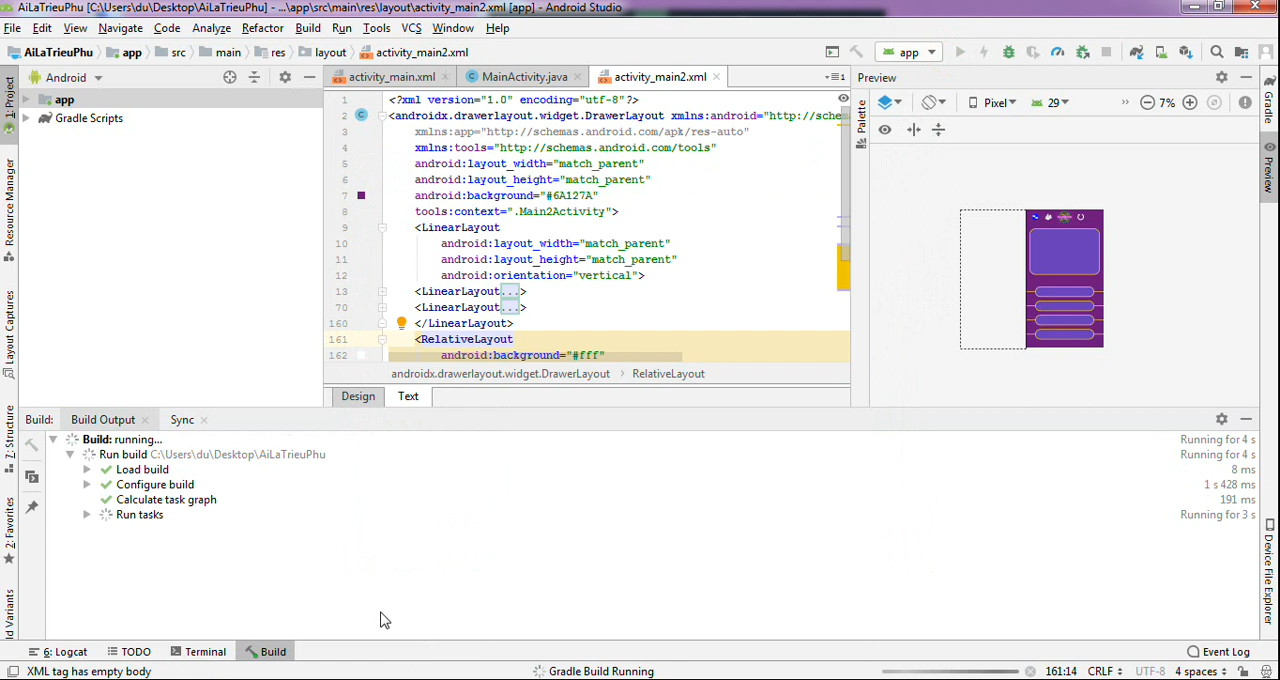 AiLaTrieuPhu [C:\Users\du\Desktop\AiLaTrieuPhu] - ...\app\src\main\res\layout\activity_main2.xml [app] - Android Studio
File Edit View Navigate Code Analyze Refactor Build Run Tools VCS Window Help
AiLaTrieuPhu app src main res layout activity_main2.xml app
Android activity_main.xml MainActivity.java activity_main2.xml 1 Preview
app
Gradle Scripts
Pixel 29 7%
1 <?xml version="1.0" encoding="utf-8"?>
2 <androidx.drawerlayout.widget.DrawerLayout xmlns:android="http://schema
3 xmlns:app="http://schemas.android.com/apk/res-auto"
4 xmlns:tools="http://schemas.android.com/tools"
5 android:layout_width="match_parent"
6 android:layout_height="match_parent"
7 android:background="#6A127A"
8 tools:context=".Main2Activity">
9 <LinearLayout
10 android:layout_width="match_parent"
11 android:layout_height="match_parent"
12 android:orientation="vertical">
13 <LinearLayout...>
70 <LinearLayout...>
160 </LinearLayout>
161 <RelativeLayout
162 android:background="#fff"
androidx.drawerlayout.widget.DrawerLayout › RelativeLayout
Design Text
1: Project
Resource Manager
Layout Captures
Z: Structure
2: Favorites
d Variants
Palette
Gradle
Preview
Device File Explorer
Build: Build Output Sync
Build: running... Running for 4 s
Run build C:\Users\du\Desktop\AiLaTrieuPhu Running for 4 s
Load build 8 ms
Configure build 1 s 428 ms
Calculate task graph 191 ms
Run tasks Running for 3 s
6: Logcat TODO Terminal Build Event Log
XML tag has empty body Gradle Build Running 161:14 CRLF UTF-8 4 spaces